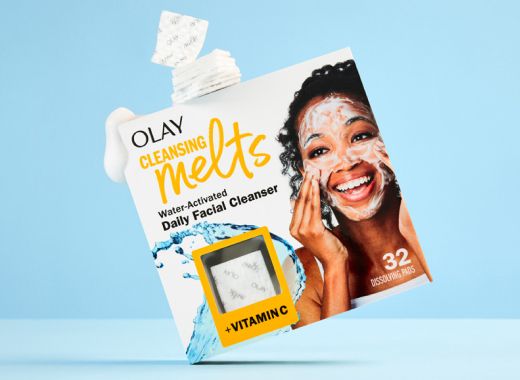 OLAY
CLEANSING
melts
Water-Activated
Daily Facial Cleanser
+VITAMIN C
32
DISSOLVING PADS